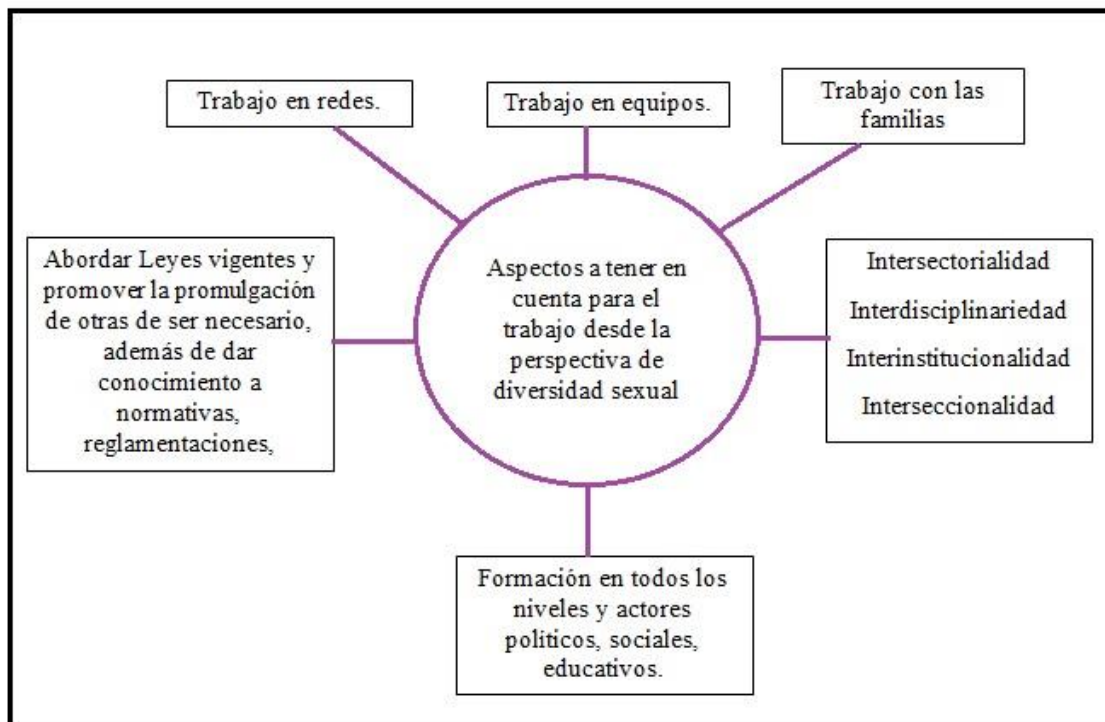 Trabajo en redes.
Trabajo en equipos.
Trabajo con las
familias
Abordar Leyes vigentes y
promover la promulgación
de otras de ser necesario,
además de dar
conocimiento a
normativas,
reglamentaciones,
Aspectos a tener en
cuenta para el
trabajo desde la
perspectiva de
diversidad sexual
Intersectorialidad
Interdisciplinariedad
Interinstitucionalidad
Interseccionalidad
Formación en todos los
niveles y actores
políticos, sociales,
educativos.